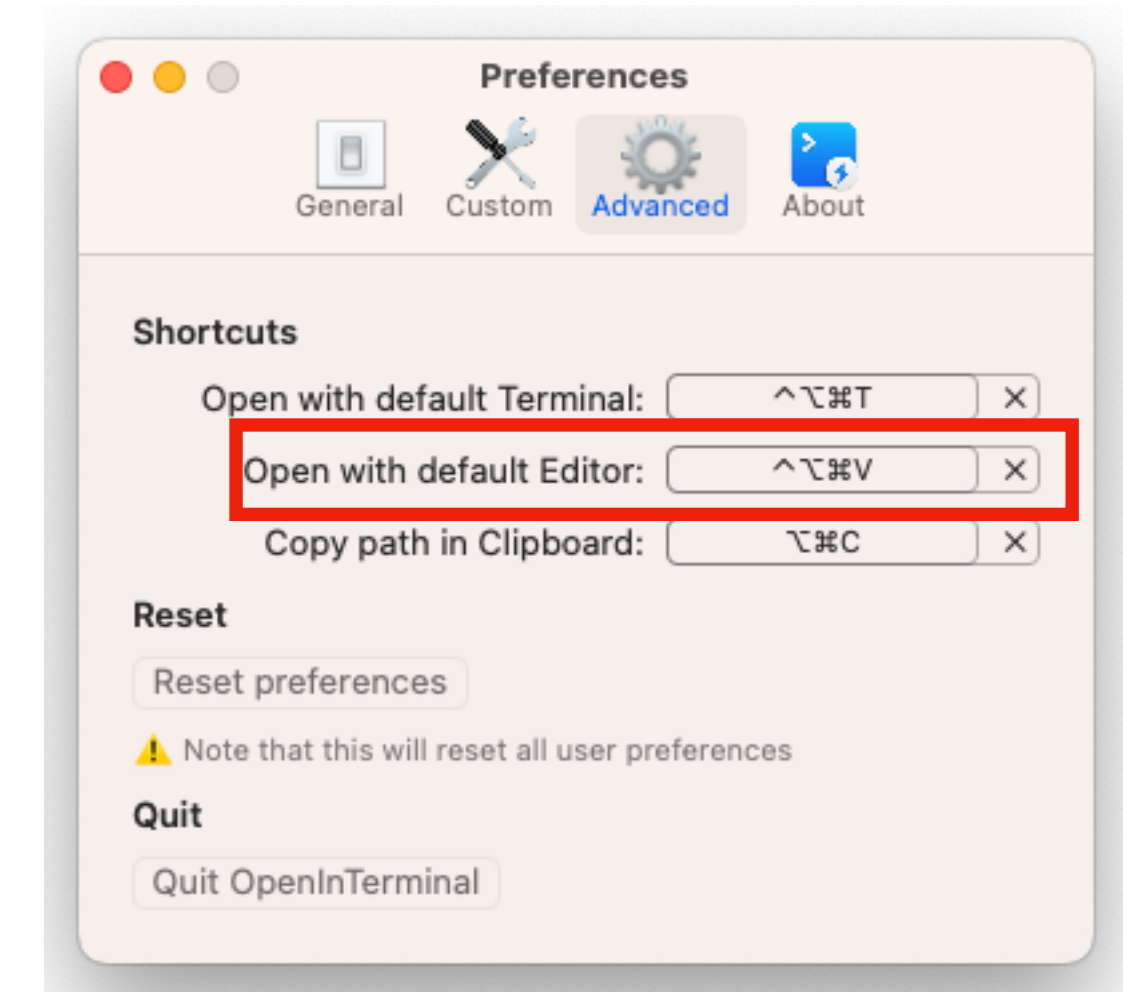 Preferences
General Custom Advanced About
Shortcuts
Open with default Terminal: ^⌥⌘T ✕
Open with default Editor: ^⌥⌘V ✕
Copy path in Clipboard: ⌥⌘C ✕
Reset
Reset preferences
⚠️ Note that this will reset all user preferences
Quit
Quit OpenInTerminal